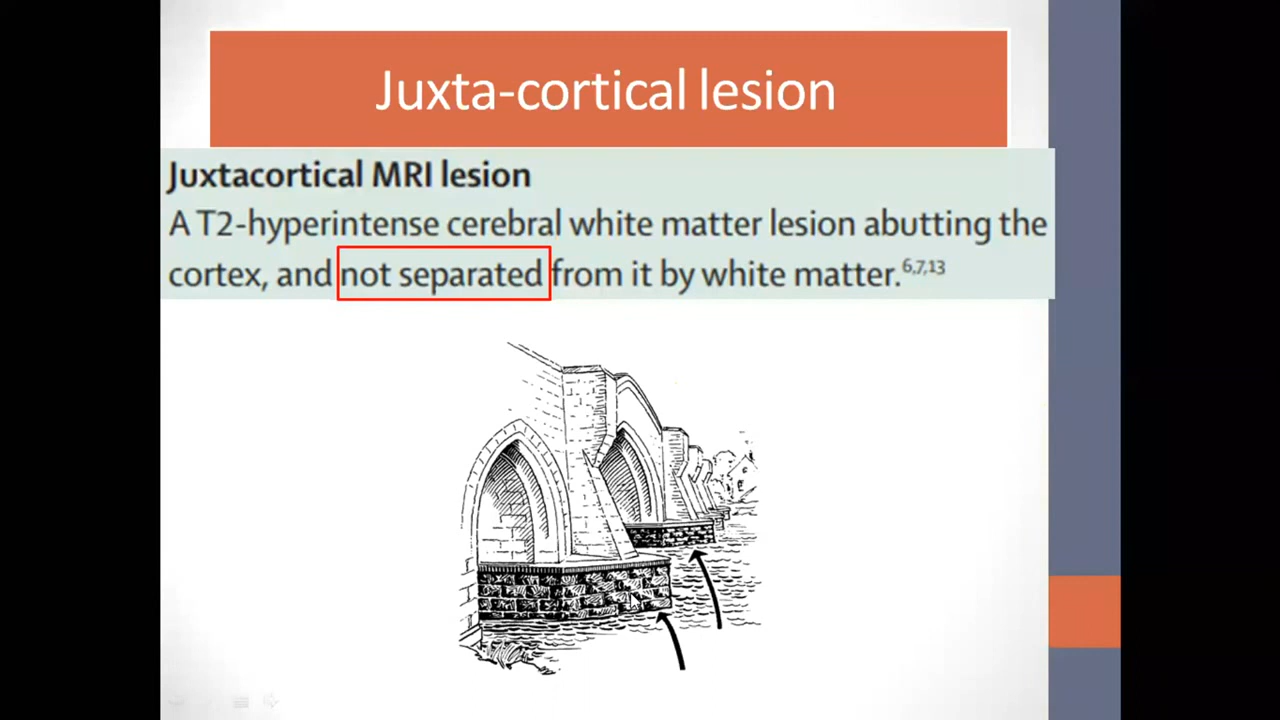 Juxta-cortical lesion
Juxtacortical MRI lesion
A T2-hyperintense cerebral white matter lesion abutting the
cortex, and not separated from it by white matter.6,7,13